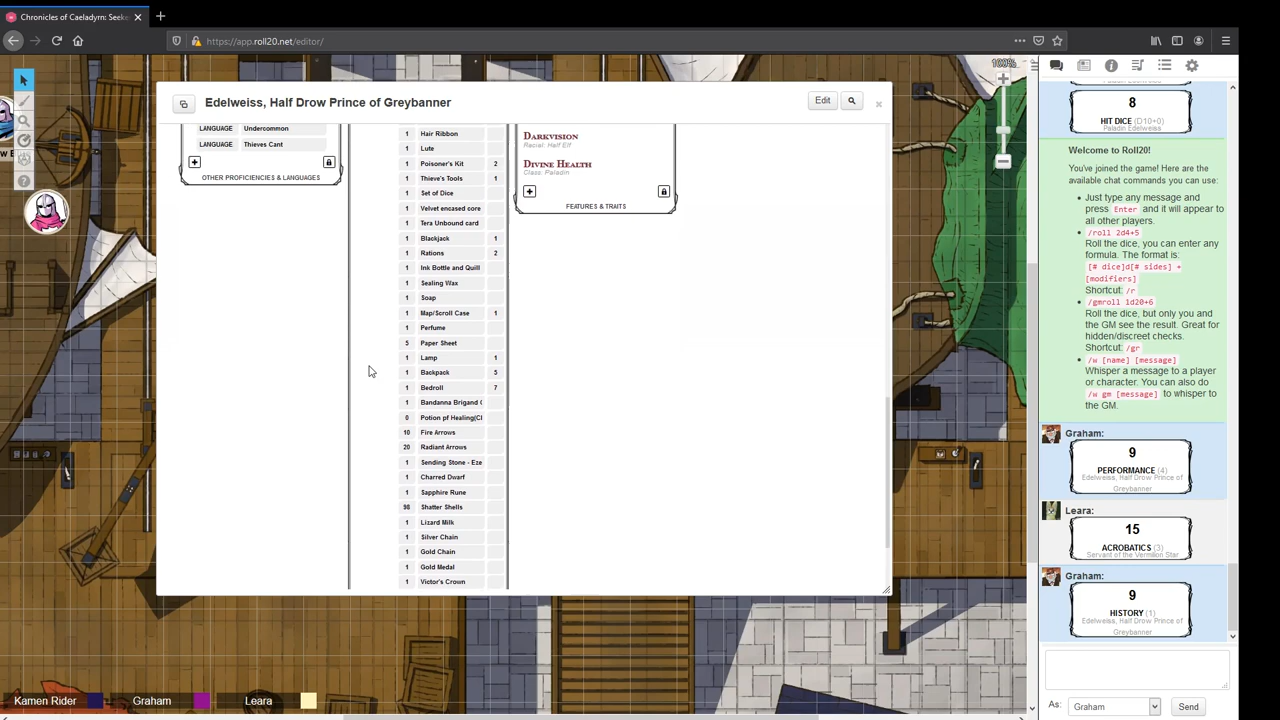 Chronicles of Caeladyrn: Seeke
https://app.roll20.net/editor/
100%
Edelweiss, Half Drow Prince of Greybanner
Edit
LANGUAGE Undercommon
LANGUAGE Thieves Cant
OTHER PROFICIENCIES & LANGUAGES
1 Hair Ribbon
1 Lute
1 Poisoner's Kit 2
1 Thieve's Tools 1
1 Set of Dice
1 Velvet encased core
1 Tera Unbound card
1 Blackjack 1
1 Rations 2
1 Ink Bottle and Quill
1 Sealing Wax
1 Soap
1 Map/Scroll Case 1
1 Perfume
5 Paper Sheet
1 Lamp 1
1 Backpack 5
1 Bedroll 7
1 Bandanna Brigand (
0 Potion pf Healing(Cl
10 Fire Arrows
20 Radiant Arrows
1 Sending Stone - Eze
1 Charred Dwarf
1 Sapphire Rune
98 Shatter Shells
1 Lizard Milk
1 Silver Chain
1 Gold Chain
1 Gold Medal
1 Victor's Crown
DARKVISION
Racial: Half Elf
DIVINE HEALTH
Class: Paladin
FEATURES & TRAITS
Kamen Rider
Graham
Leara
8
HIT DICE (D10+0)
Paladin Edelweiss
Welcome to Roll20!
You've joined the game! Here are the
available chat commands you can use:
Just type any message and
press Enter and it will appear to
all other players.
/roll 2d4+5
Roll the dice, you can enter any
formula. The format is:
[# dice]d[# sides] +
[modifiers]
Shortcut: /r
/gmroll 1d20+6
Roll the dice, but only you and
the GM see the result. Great for
hidden/discreet checks.
Shortcut: /gr
/w [name] [message]
Whisper a message to a player
or character. You can also do
/w gm [message] to whisper to
the GM.
Graham:
9
PERFORMANCE (4)
Edelweiss, Half Drow Prince of
Greybanner
Leara:
15
ACROBATICS (3)
Servant of the Vermilion Star
Graham:
9
HISTORY (1)
Edelweiss, Half Drow Prince of
Greybanner
As: Graham Send